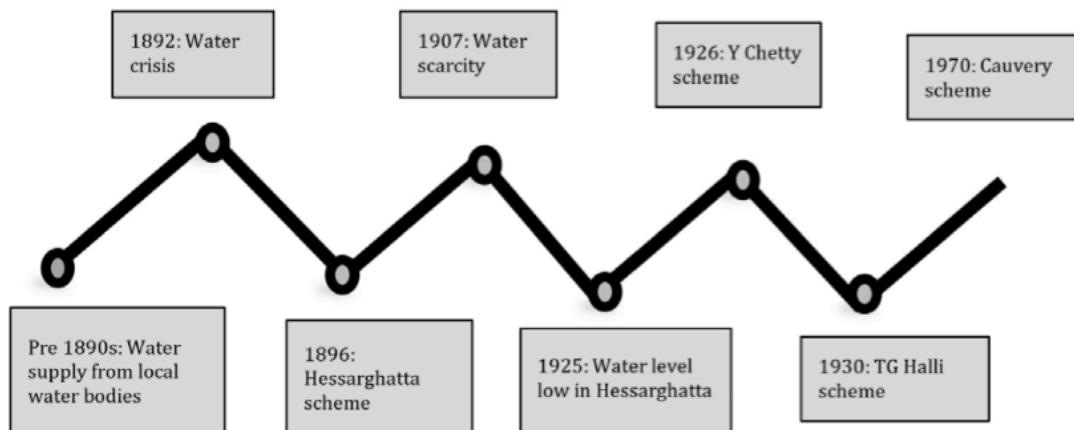 1892: Water
crisis
1907: Water
scarcity
1926: Y Chetty
scheme
1970: Cauvery
scheme
Pre 1890s: Water
supply from local
water bodies
1896:
Hessarghatta
scheme
1925: Water level
low in Hessarghatta
1930: TG Halli
scheme